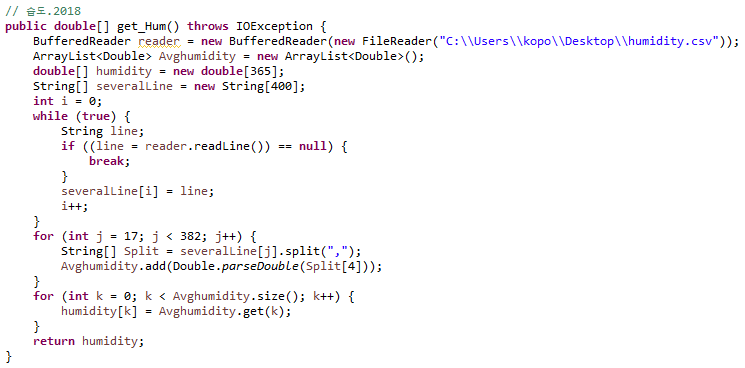 // 습도.2018
public double[] get_Hum() throws IOException {
    BufferedReader reader = new BufferedReader(new FileReader("C:\\Users\\kopo\\Desktop\\humidity.csv"));
    ArrayList<Double> Avghumidity = new ArrayList<Double>();
    double[] humidity = new double[365];
    String[] severalLine = new String[400];
    int i = 0;
    while (true) {
        String line;
        if ((line = reader.readLine()) == null) {
            break;
        }
        severalLine[i] = line;
        i++;
    }
    for (int j = 17; j < 382; j++) {
        String[] Split = severalLine[j].split(",");
        Avghumidity.add(Double.parseDouble(Split[4]));
    }
    for (int k = 0; k < Avghumidity.size(); k++) {
        humidity[k] = Avghumidity.get(k);
    }
    return humidity;
}